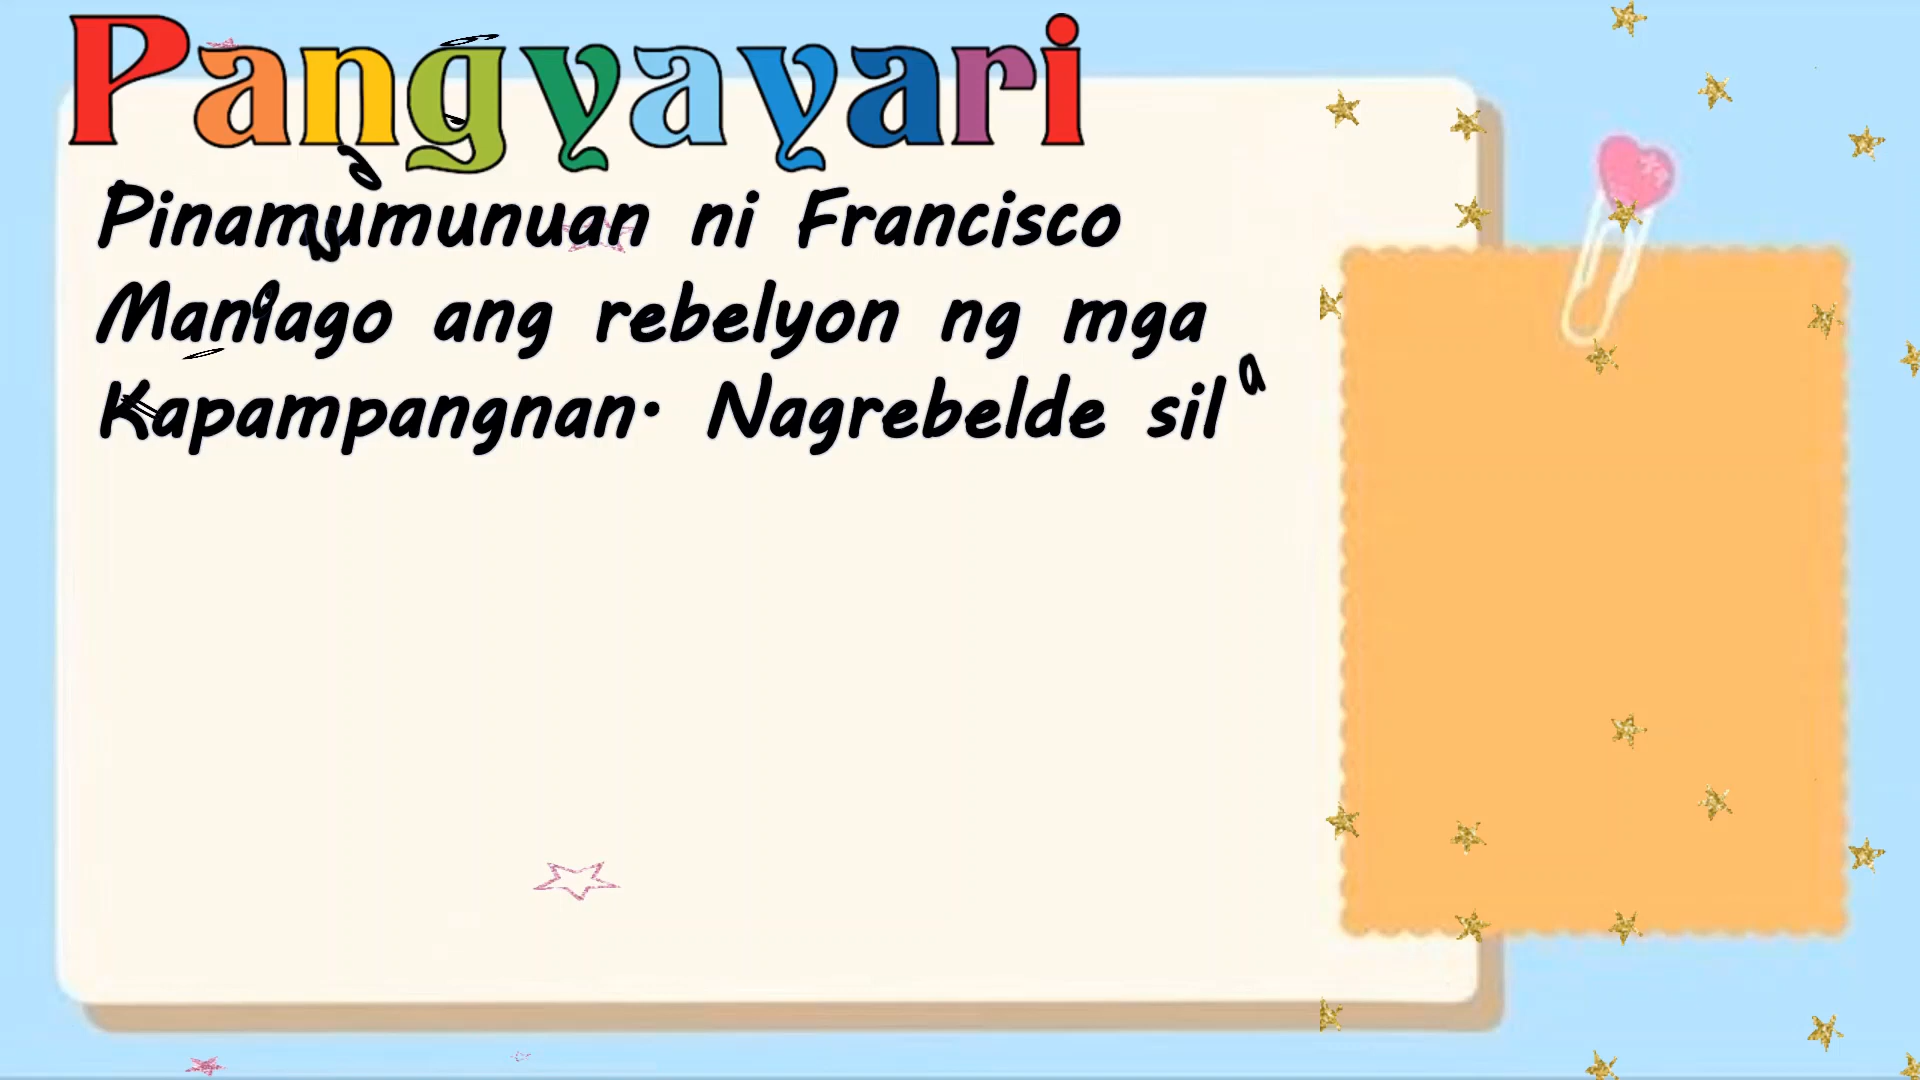 Pangyayari
Pinamumunuan ni Francisco
Maniago ang rebelyon ng mga
Kapampangnan. Nagrebelde sila